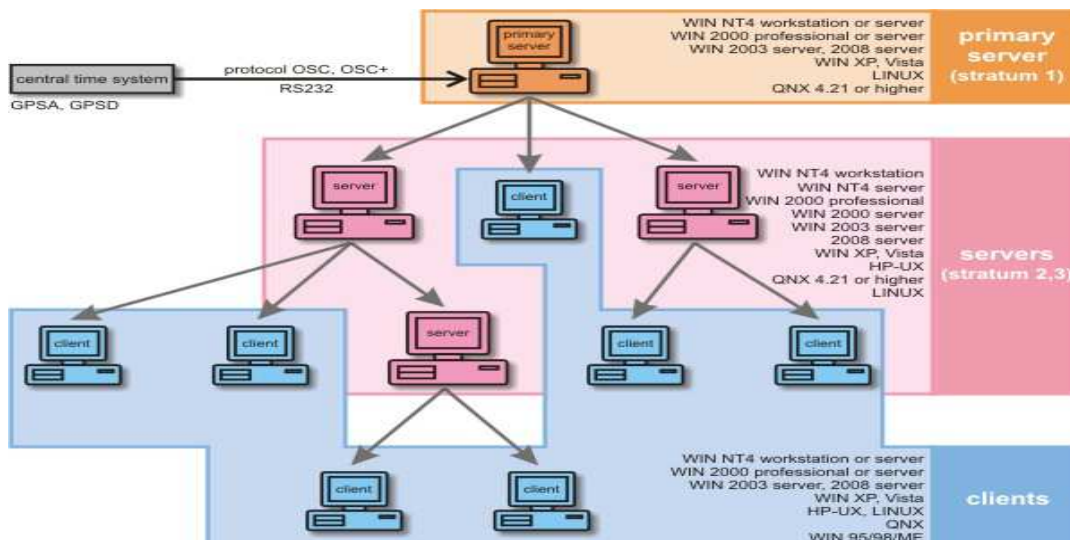 WIN NT4 workstation or server
WIN 2000 professional or server
WIN 2003 server, 2008 server
WIN XP, Vista
LINUX
QNX 4.21 or higher
primary
server
(stratum 1)
primary
server
central time system
protocol OSC, OSC+
RS232
GPSA, GPSD
server
client
server
WIN NT4 workstation
WIN NT4 server
WIN 2000 professional
WIN 2000 server
WIN 2003 server
2008 server
WIN XP, Vista
HP-UX
QNX 4.21 or higher
LINUX
servers
(stratum 2,3)
client
client
server
client
client
client
client
WIN NT4 workstation or server
WIN 2000 professional or server
WIN 2003 server, 2008 server
WIN XP, Vista
HP-UX, LINUX
QNX
WIN 95/98/ME
clients